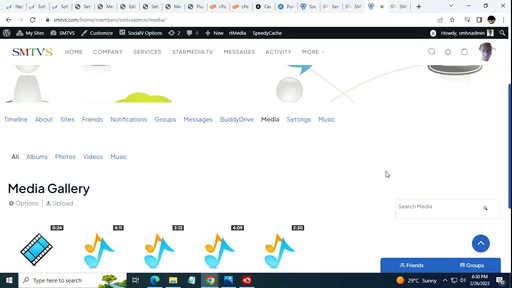 smtvs.com/home/members/smtvsadmin/media/
My Sites SMTVS Customize SocialV Options 2 0 New rtMedia SpeedyCache Howdy, smtvsadmin
SMTVS HOME COMPANY SERVICES STARMEDIA TV MESSAGES ACTIVITY MORE
Timeline About Sites Friends Notifications Groups Messages BuddyDrive Media Settings Music
All Albums Photos Videos Music
Media Gallery
Options Upload
Search Media
0:24 4:11 3:12 4:09 2:30
Friends Groups
Type here to search 29°C Sunny 6:30 PM
2/26/2023